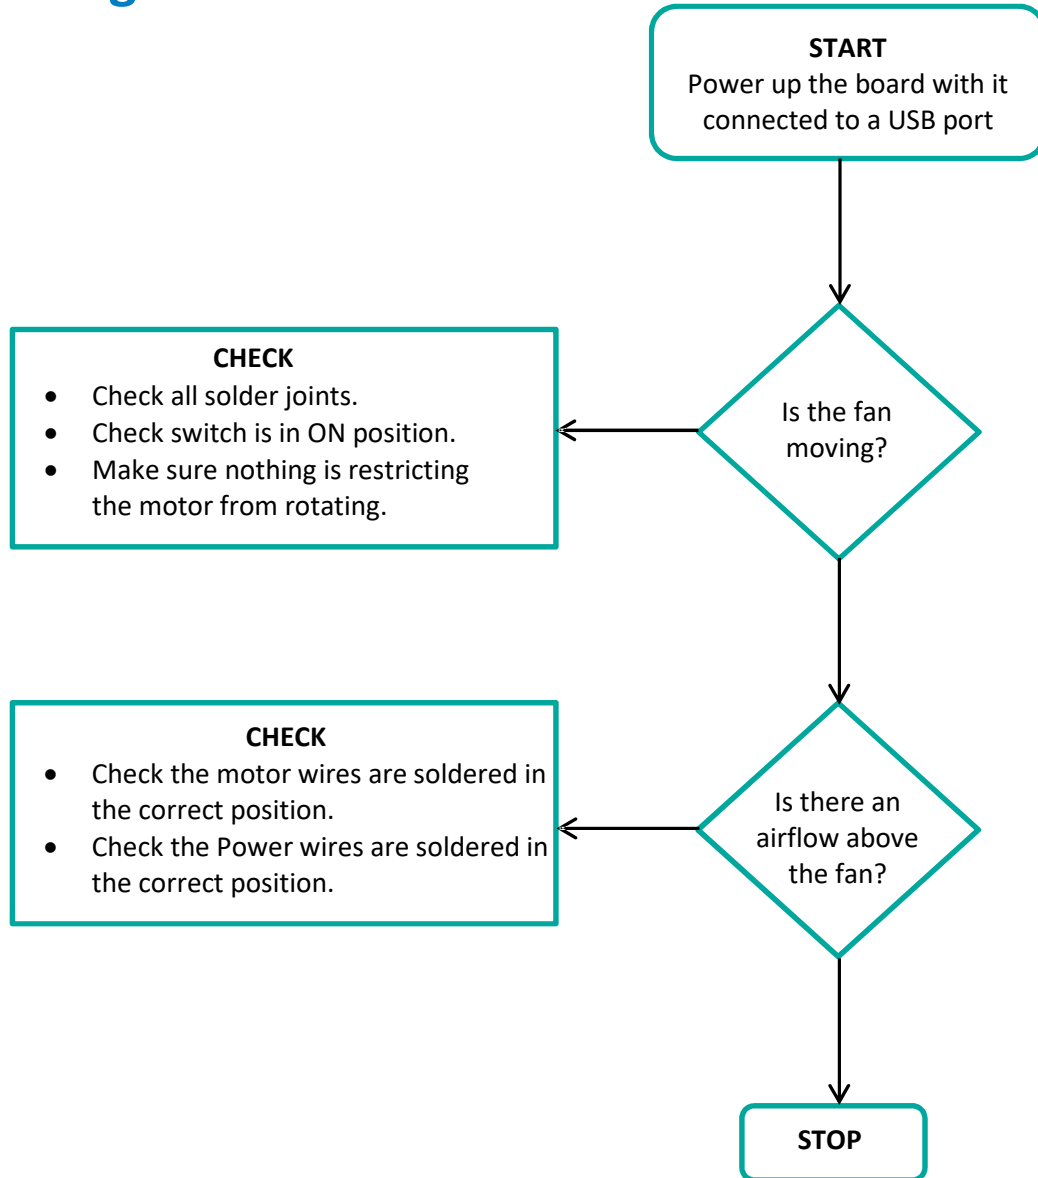 START
Power up the board with it
connected to a USB port
Is the fan
moving?
CHECK
• Check all solder joints.
• Check switch is in ON position.
• Make sure nothing is restricting
the motor from rotating.
Is there an
airflow above
the fan?
CHECK
• Check the motor wires are soldered in
the correct position.
• Check the Power wires are soldered in
the correct position.
STOP